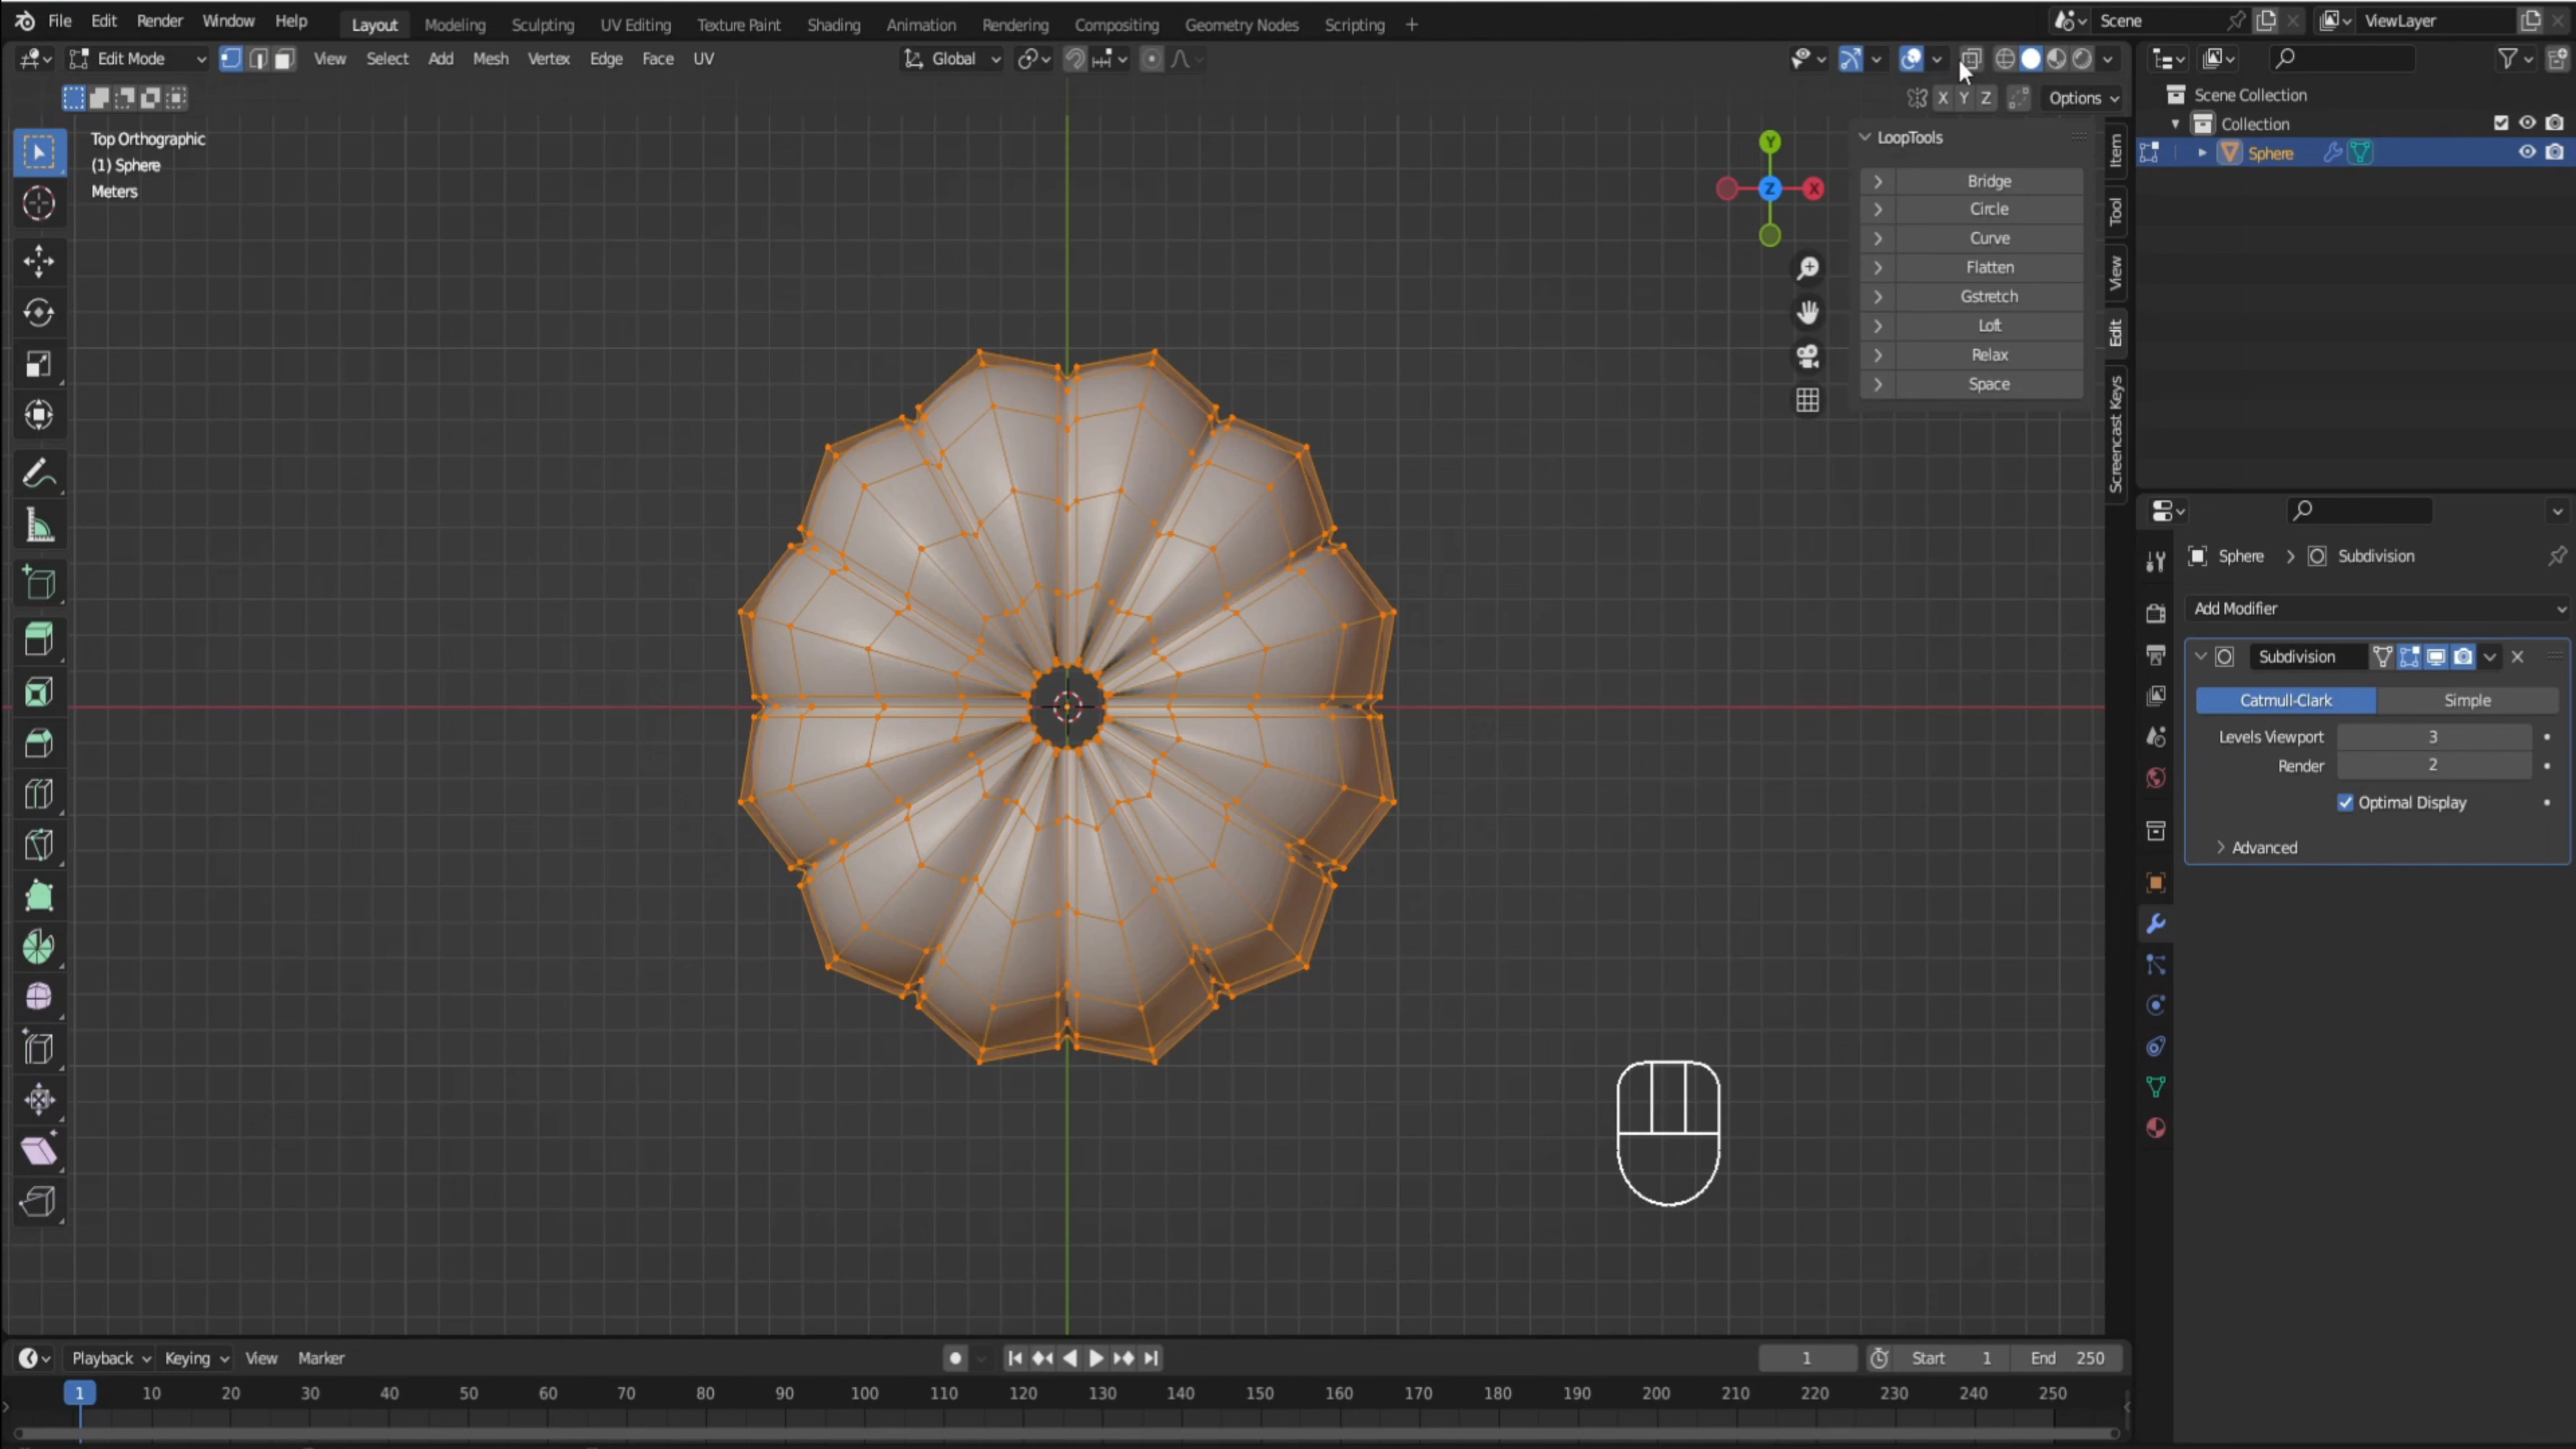 File Edit Render Window Help Layout Modeling Sculpting UV Editing Texture Paint Shading Animation Rendering Compositing Geometry Nodes Scripting + Scene ViewLayer
Edit Mode View Select Add Mesh Vertex Edge Face UV Global
X Y Z Options
Top Orthographic
(1) Sphere
Meters
Y
Z X
LoopTools
Bridge
Circle
Curve
Flatten
Gstretch
Loft
Relax
Space
Item
Tool
View
Edit
Screencast Keys
Scene Collection
Collection
Sphere
Sphere > Subdivision
Add Modifier
Subdivision
Catmull-Clark Simple
Levels Viewport 3
Render 2
Optimal Display
Advanced
Playback Keying View Marker 1 Start 1 End 250
1 10 20 30 40 50 60 70 80 90 100 110 120 130 140 150 160 170 180 190 200 210 220 230 240 250